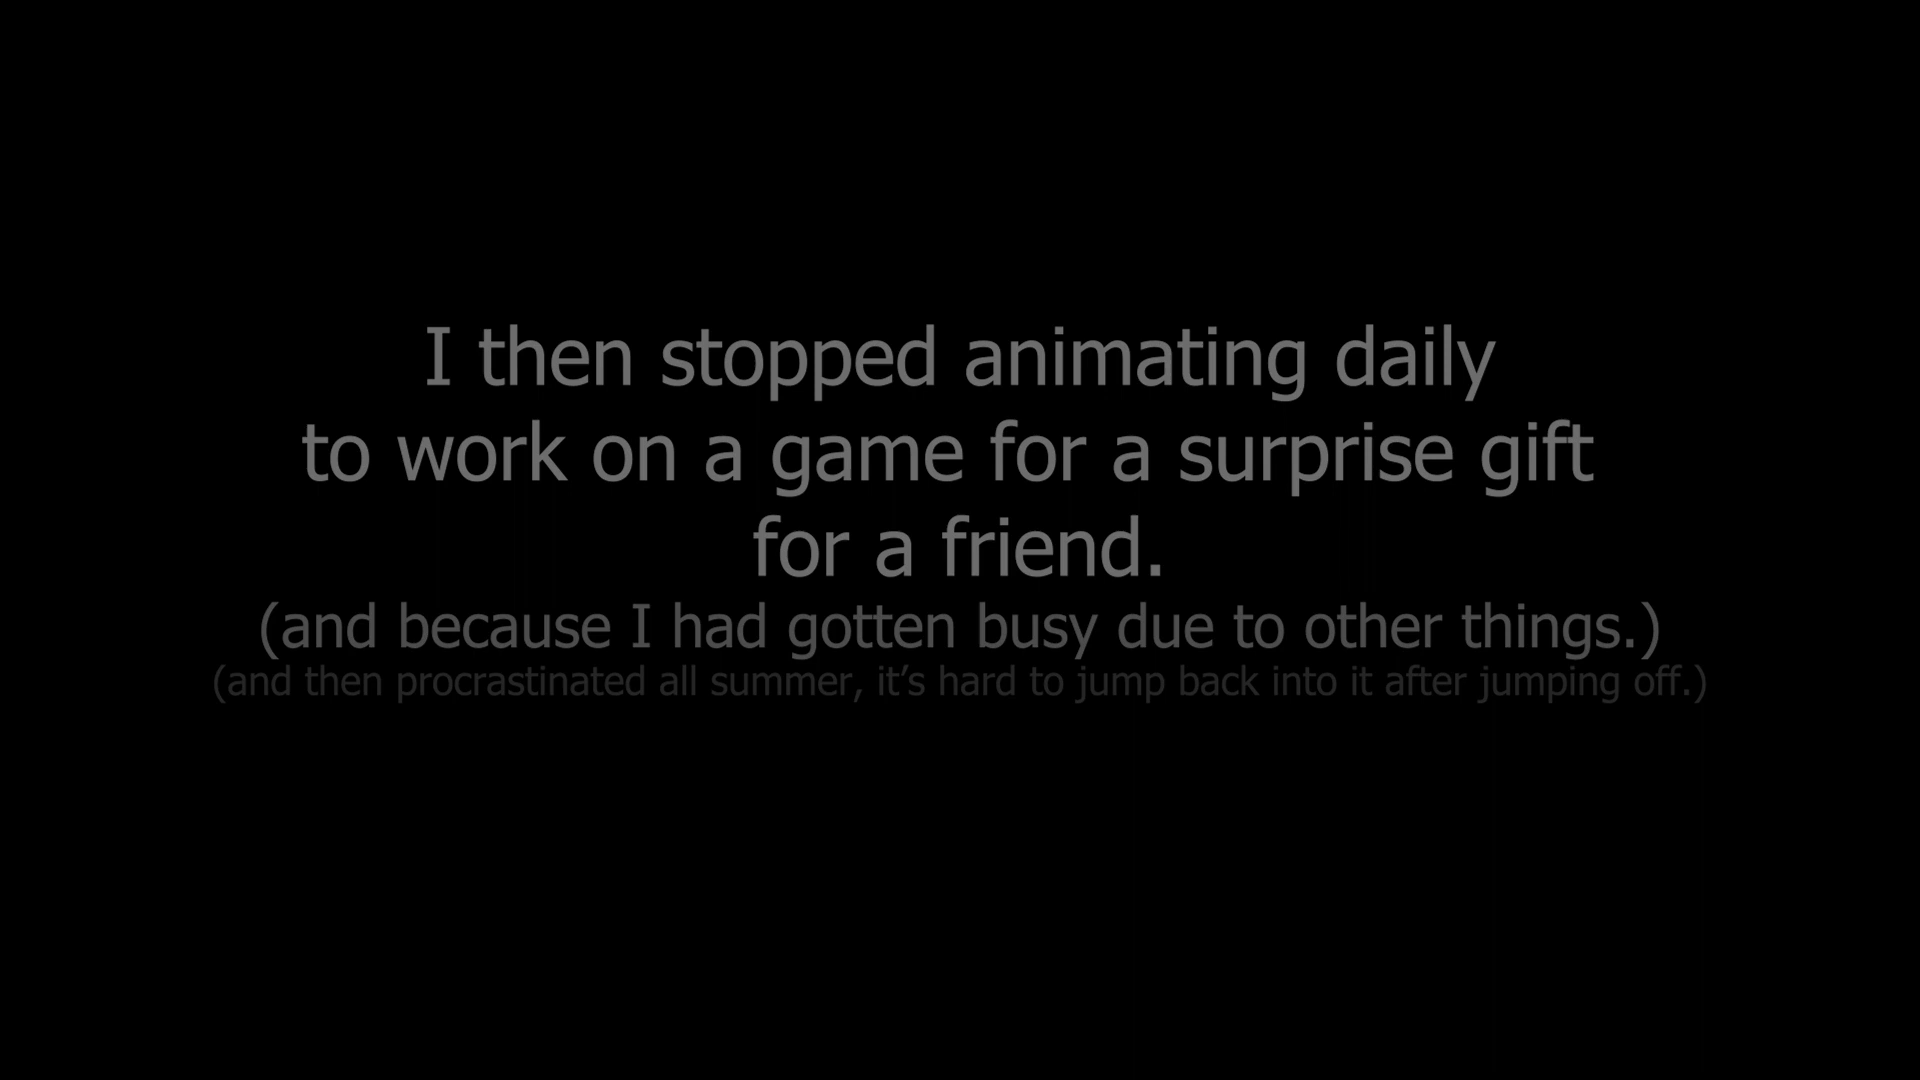 I then stopped animating daily
to work on a game for a surprise gift
for a friend.
(and because I had gotten busy due to other things.)
(and then procrastinated all summer, it’s hard to jump back into it after jumping off.)